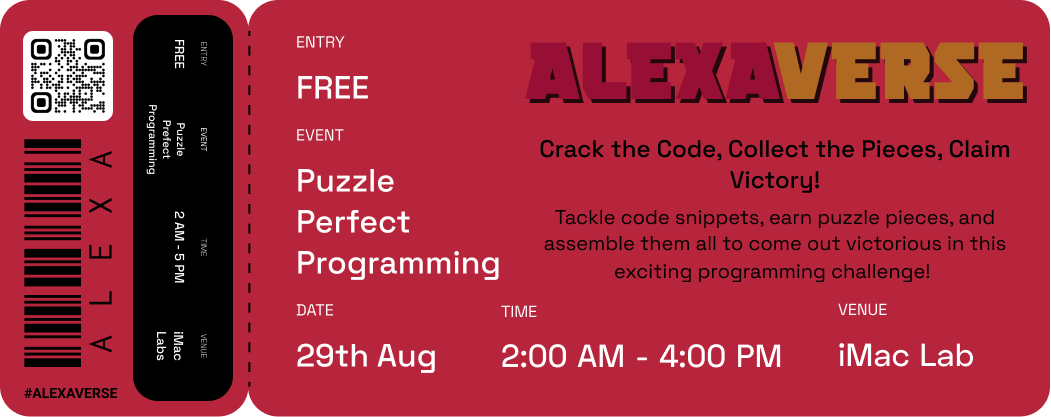 ENTRY
FREE
EVENT
Puzzle
Prefect
Programming
TIME
2 AM - 5 PM
VENUE
iMac
Labs
A L E X A
#ALEXAVERSE
ENTRY
FREE
EVENT
Puzzle
Perfect
Programming
DATE
29th Aug
TIME
2:00 AM - 4:00 PM
VENUE
iMac Lab
ALEXAVERSE
Crack the Code, Collect the Pieces, Claim
Victory!
Tackle code snippets, earn puzzle pieces, and
assemble them all to come out victorious in this
exciting programming challenge!